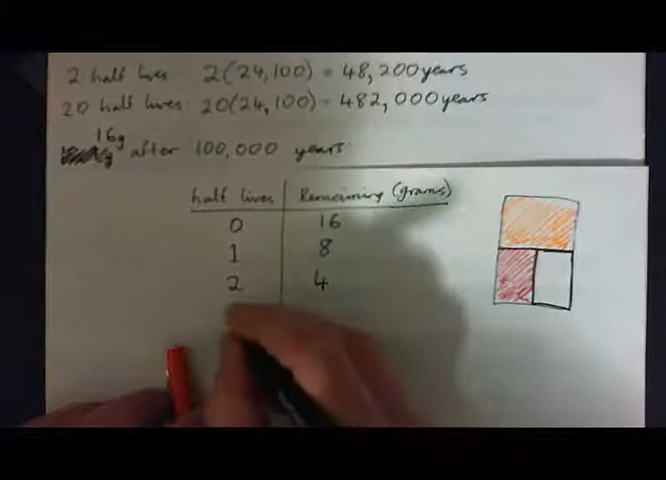 2 half lives: 2(24,100) = 48,200 years
20 half lives: 20(24,100) = 482,000 years
16g
after 100,000 years
half lives Remaining (grams)
0 16
1 8
2 4